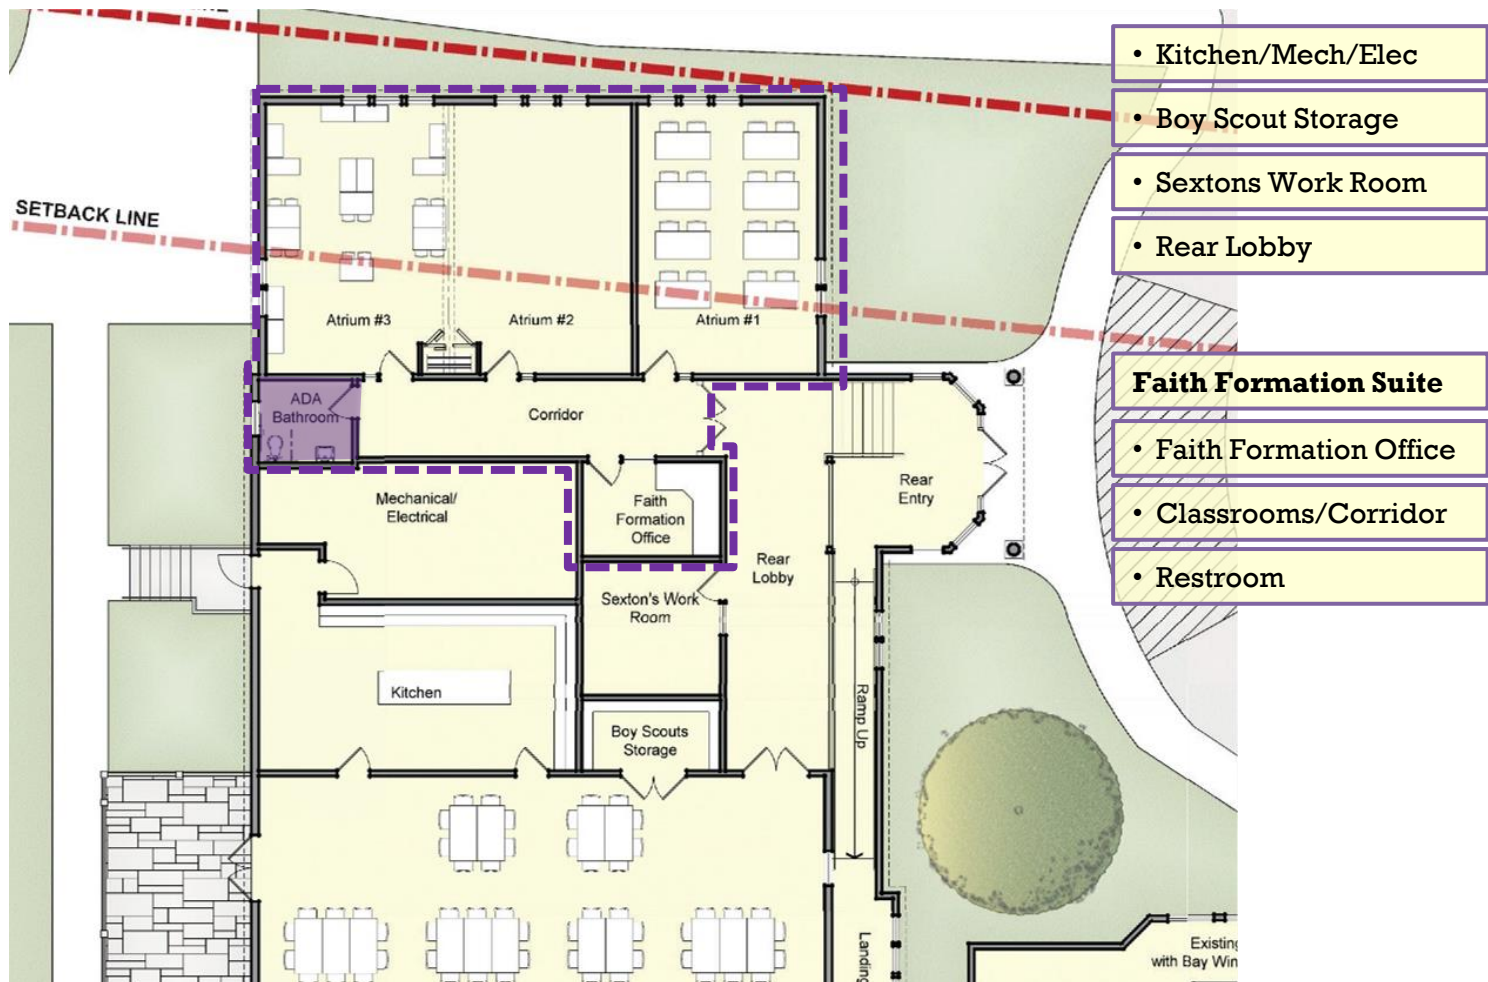 • Kitchen/Mech/Elec
• Boy Scout Storage
• Sextons Work Room
• Rear Lobby
SETBACK LINE
Atrium #3
Atrium #2
Atrium #1
Faith Formation Suite
• Faith Formation Office
• Classrooms/Corridor
• Restroom
ADA
Bathroom
Corridor
Rear
Entry
Mechanical/
Electrical
Faith
Formation
Office
Rear
Lobby
Sexton's Work
Room
Kitchen
Boy Scouts
Storage
Ramp Up
Landing
Existing
with Bay Win